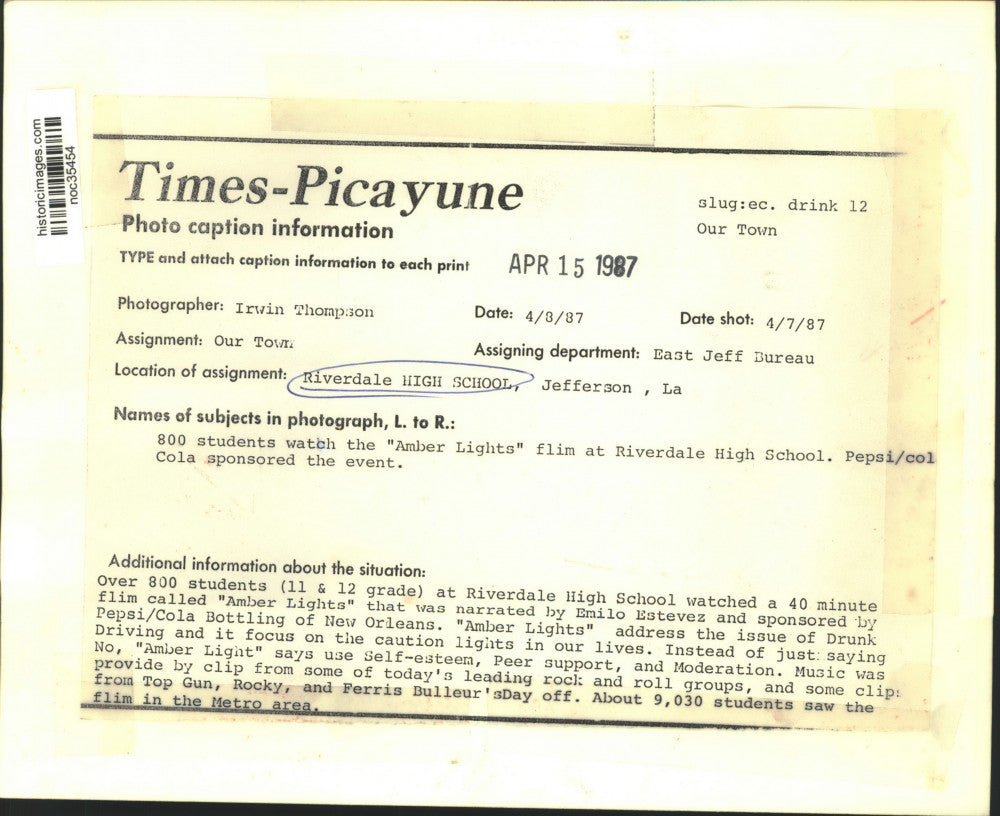 historicimages.com
noc35454
Times-Picayune
Photo caption information
TYPE and attach caption information to each print
slug:ec. drink 12
Our Town
APR 15 1987
Photographer: Irwin Thompson
Date: 4/8/87
Date shot: 4/7/87
Assignment: Our Town
Assigning department: East Jeff Bureau
Location of assignment: Riverdale HIGH SCHOOL, Jefferson , La
Names of subjects in photograph, L. to R.:
800 students watch the "Amber Lights" flim at Riverdale High School. Pepsi/col
Cola sponsored the event.
Additional information about the situation:
Over 800 students (11 & 12 grade) at Riverdale High School watched a 40 minute
flim called "Amber Lights" that was narrated by Emilo Estevez and sponsored by
Pepsi/Cola Bottling of New Orleans. "Amber Lights" address the issue of Drunk
Driving and it focus on the caution lights in our lives. Instead of just saying
No, "Amber Light" says use Self-esteem, Peer support, and Moderation. Music was
provide by clip from some of today's leading rock and roll groups, and some clips
from Top Gun, Rocky, and Ferris Bulleur'sDay off. About 9,030 students saw the
flim in the Metro area.